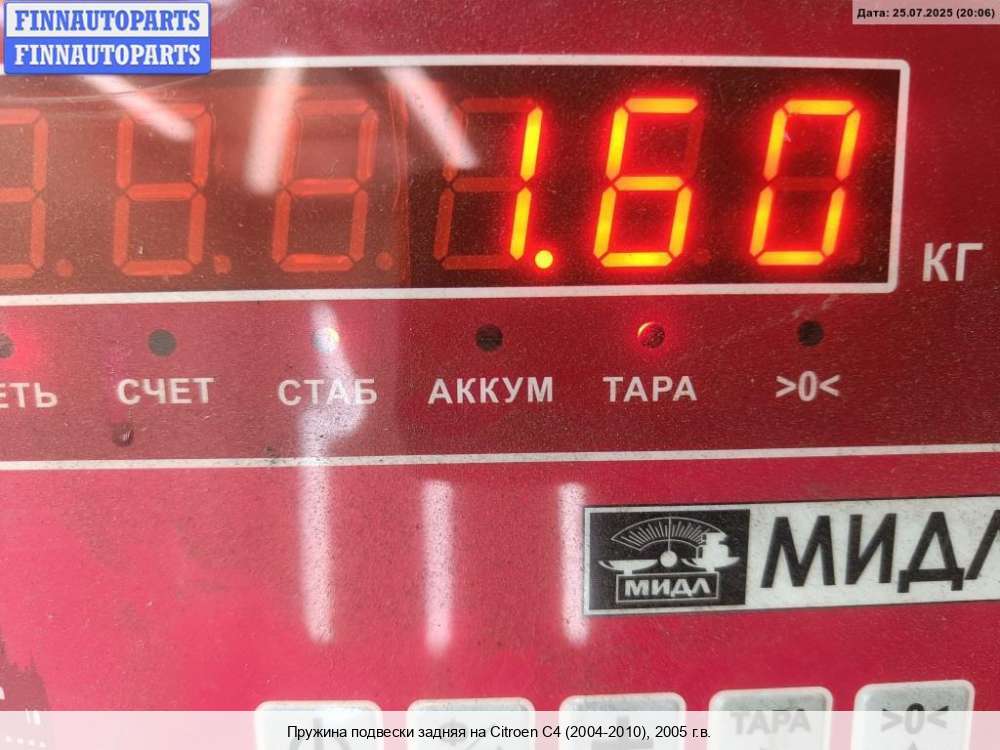 FINNAUTOPARTS
FINNAUTOPARTS
Дата: 25.07.2025 (20:06)
1.60
КГ
ЕТЬ СЧЕТ СТАБ АККУМ ТАРА >0<
МИДЛ
МИДЛ
ТАРА >0<
Пружина подвески задняя на Citroen C4 (2004-2010), 2005 г.в.